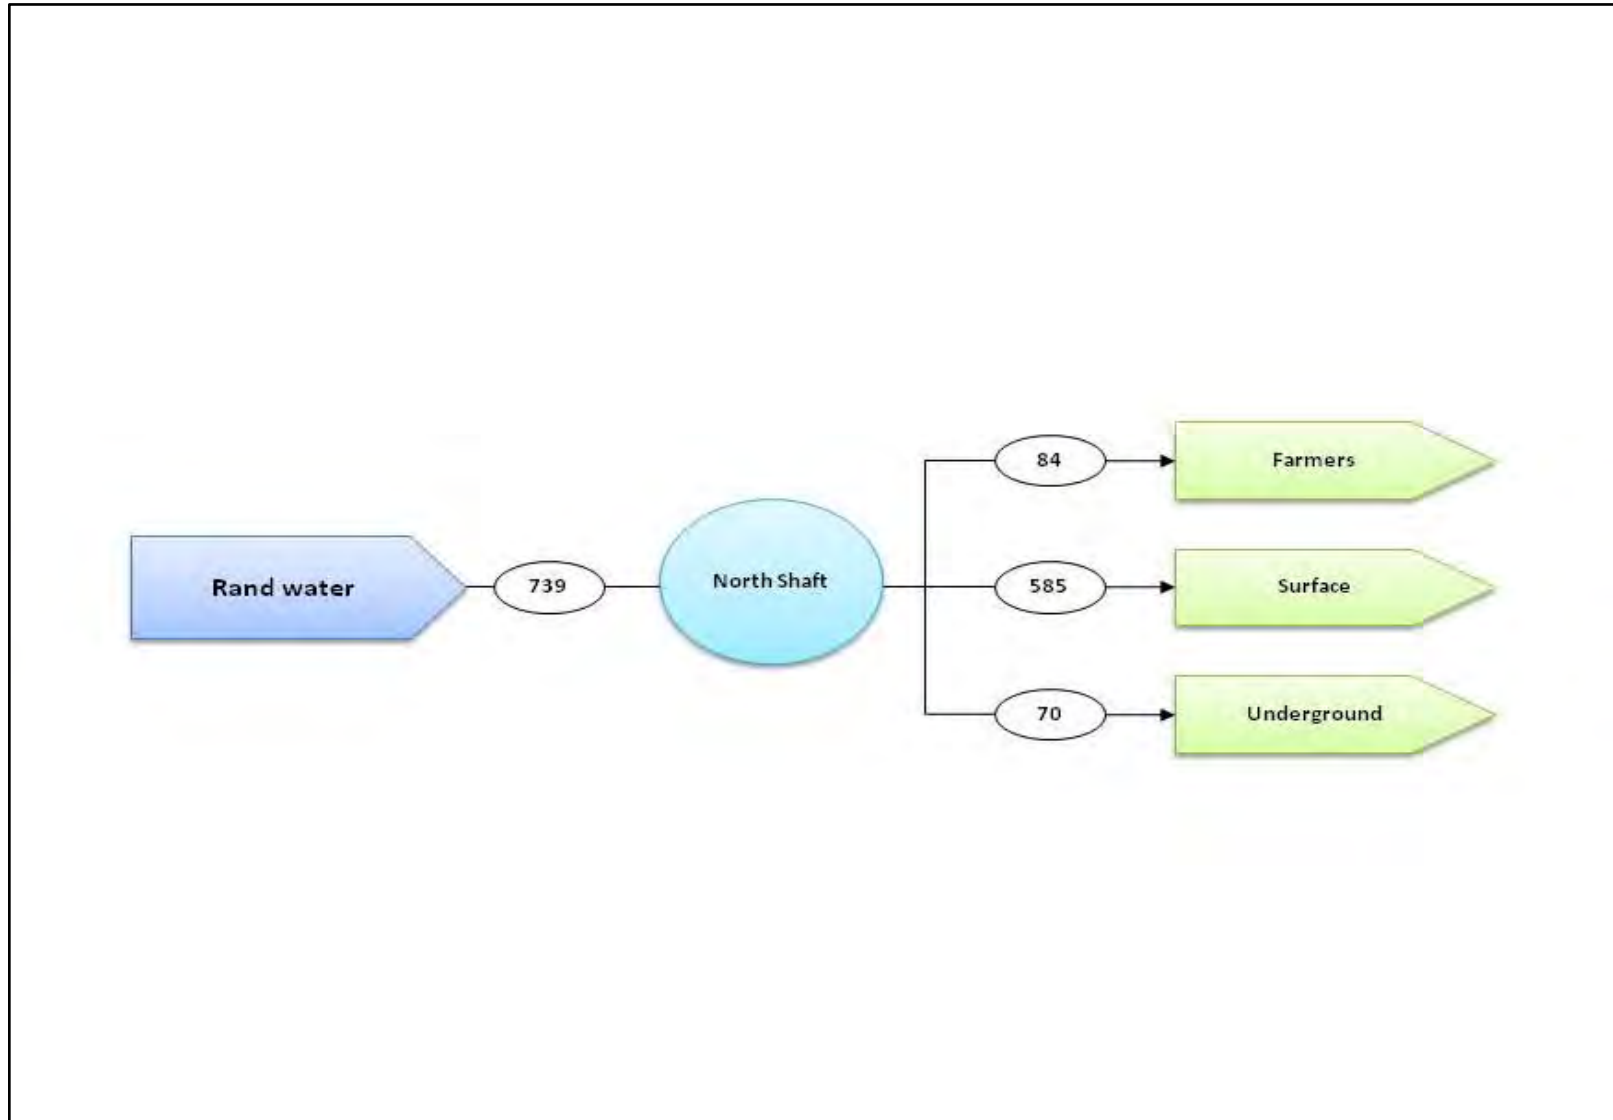 Rand water
739
North Shaft
84
Farmers
585
Surface
70
Underground